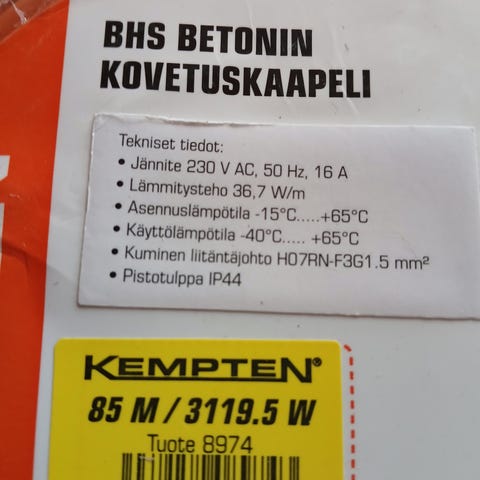 BHS BETONIN
KOVETUSKAAPELI
Tekniset tiedot:
• Jännite 230 V AC, 50 Hz, 16 A
• Lämmitysteho 36,7 W/m
• Asennuslämpötila -15°C.....+65°C
• Käyttölämpötila -40°C..... +65°C
• Kuminen liitäntäjohto H07RN-F3G1.5 mm²
• Pistotulppa IP44
KEMPTEN®
85 M / 3119.5 W
Tuote 8974